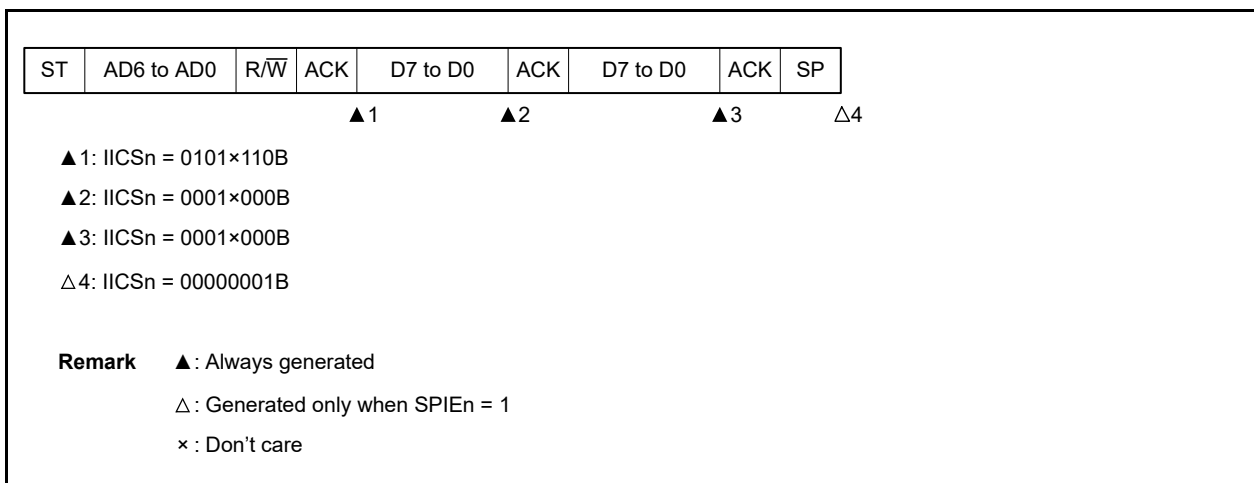 ST AD6 to AD0 R/W̅ ACK D7 to D0 ACK D7 to D0 ACK SP
▲1 ▲2 ▲3 △4
▲1: IICSn = 0101×110B
▲2: IICSn = 0001×000B
▲3: IICSn = 0001×000B
△4: IICSn = 00000001B
Remark ▲: Always generated
△: Generated only when SPIEn = 1
×: Don’t care